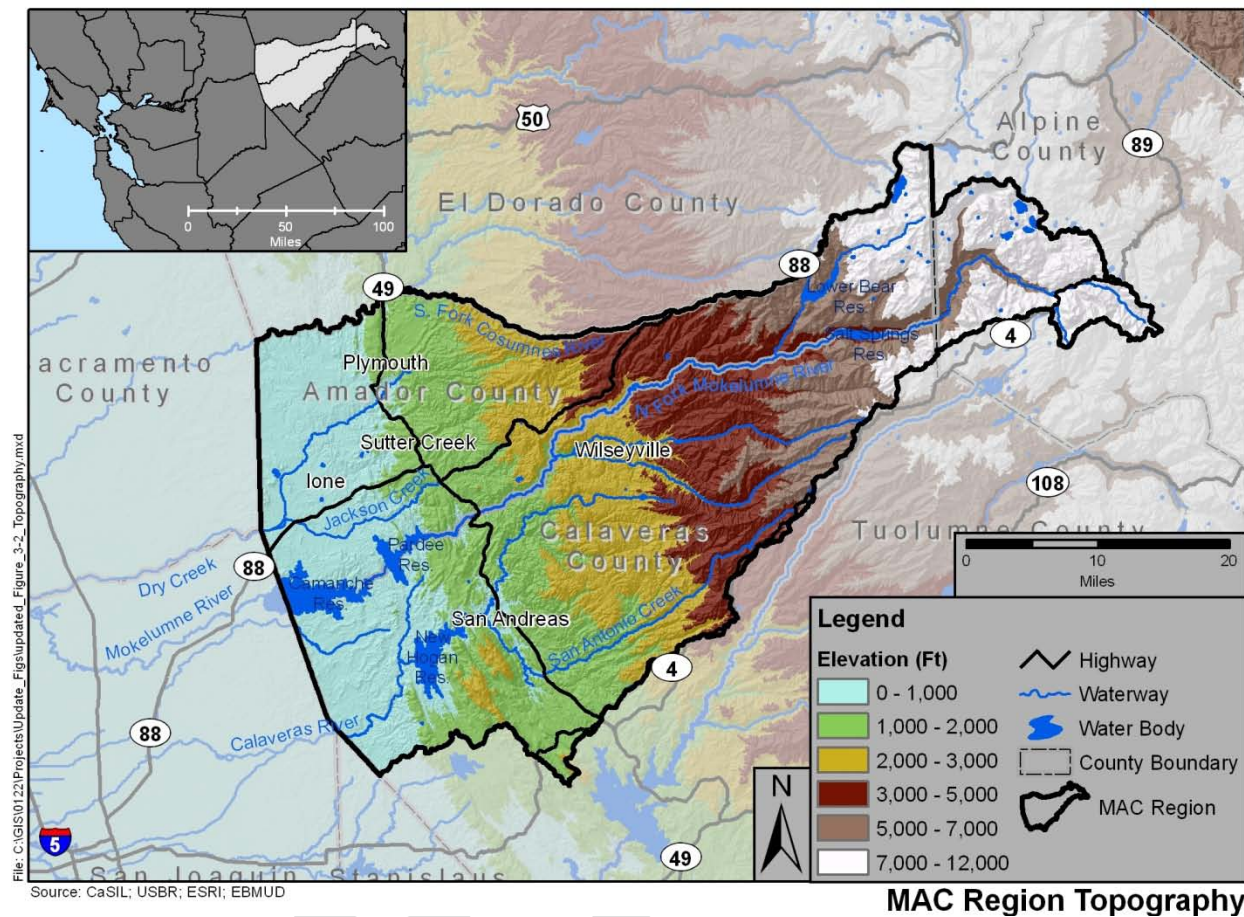 0 50 100
Miles
50
Alpine
County
89
El Dorado County
88
49
Lower Bear
Res.
S. Fork Cosumnes River
Salt Springs
Res.
4
acramento
County
Plymouth
Amador County
N Fork Mokelumne River
Sutter Creek
Wilseyville
Ione
108
Jackson Creek
Calaveras
County
Tuolumne County
Pardee
Res.
88
Camanche
Res.
Dry Creek
Mokelumne River
0 10 20
Miles
San Andreas
San Antonio Creek
New
Hogan
Res.
4
88
Calaveras River
Legend
Elevation (Ft)
0 - 1,000
1,000 - 2,000
2,000 - 3,000
3,000 - 5,000
5,000 - 7,000
7,000 - 12,000
Highway
Waterway
Water Body
County Boundary
MAC Region
N
5
49
San Joaquin
Stanislaus
File: C:\GIS\0122\Projects\Update_Figs\updated_Figure_3-2_Topography.mxd
Source: CaSIL; USBR; ESRI; EBMUD
MAC Region Topography